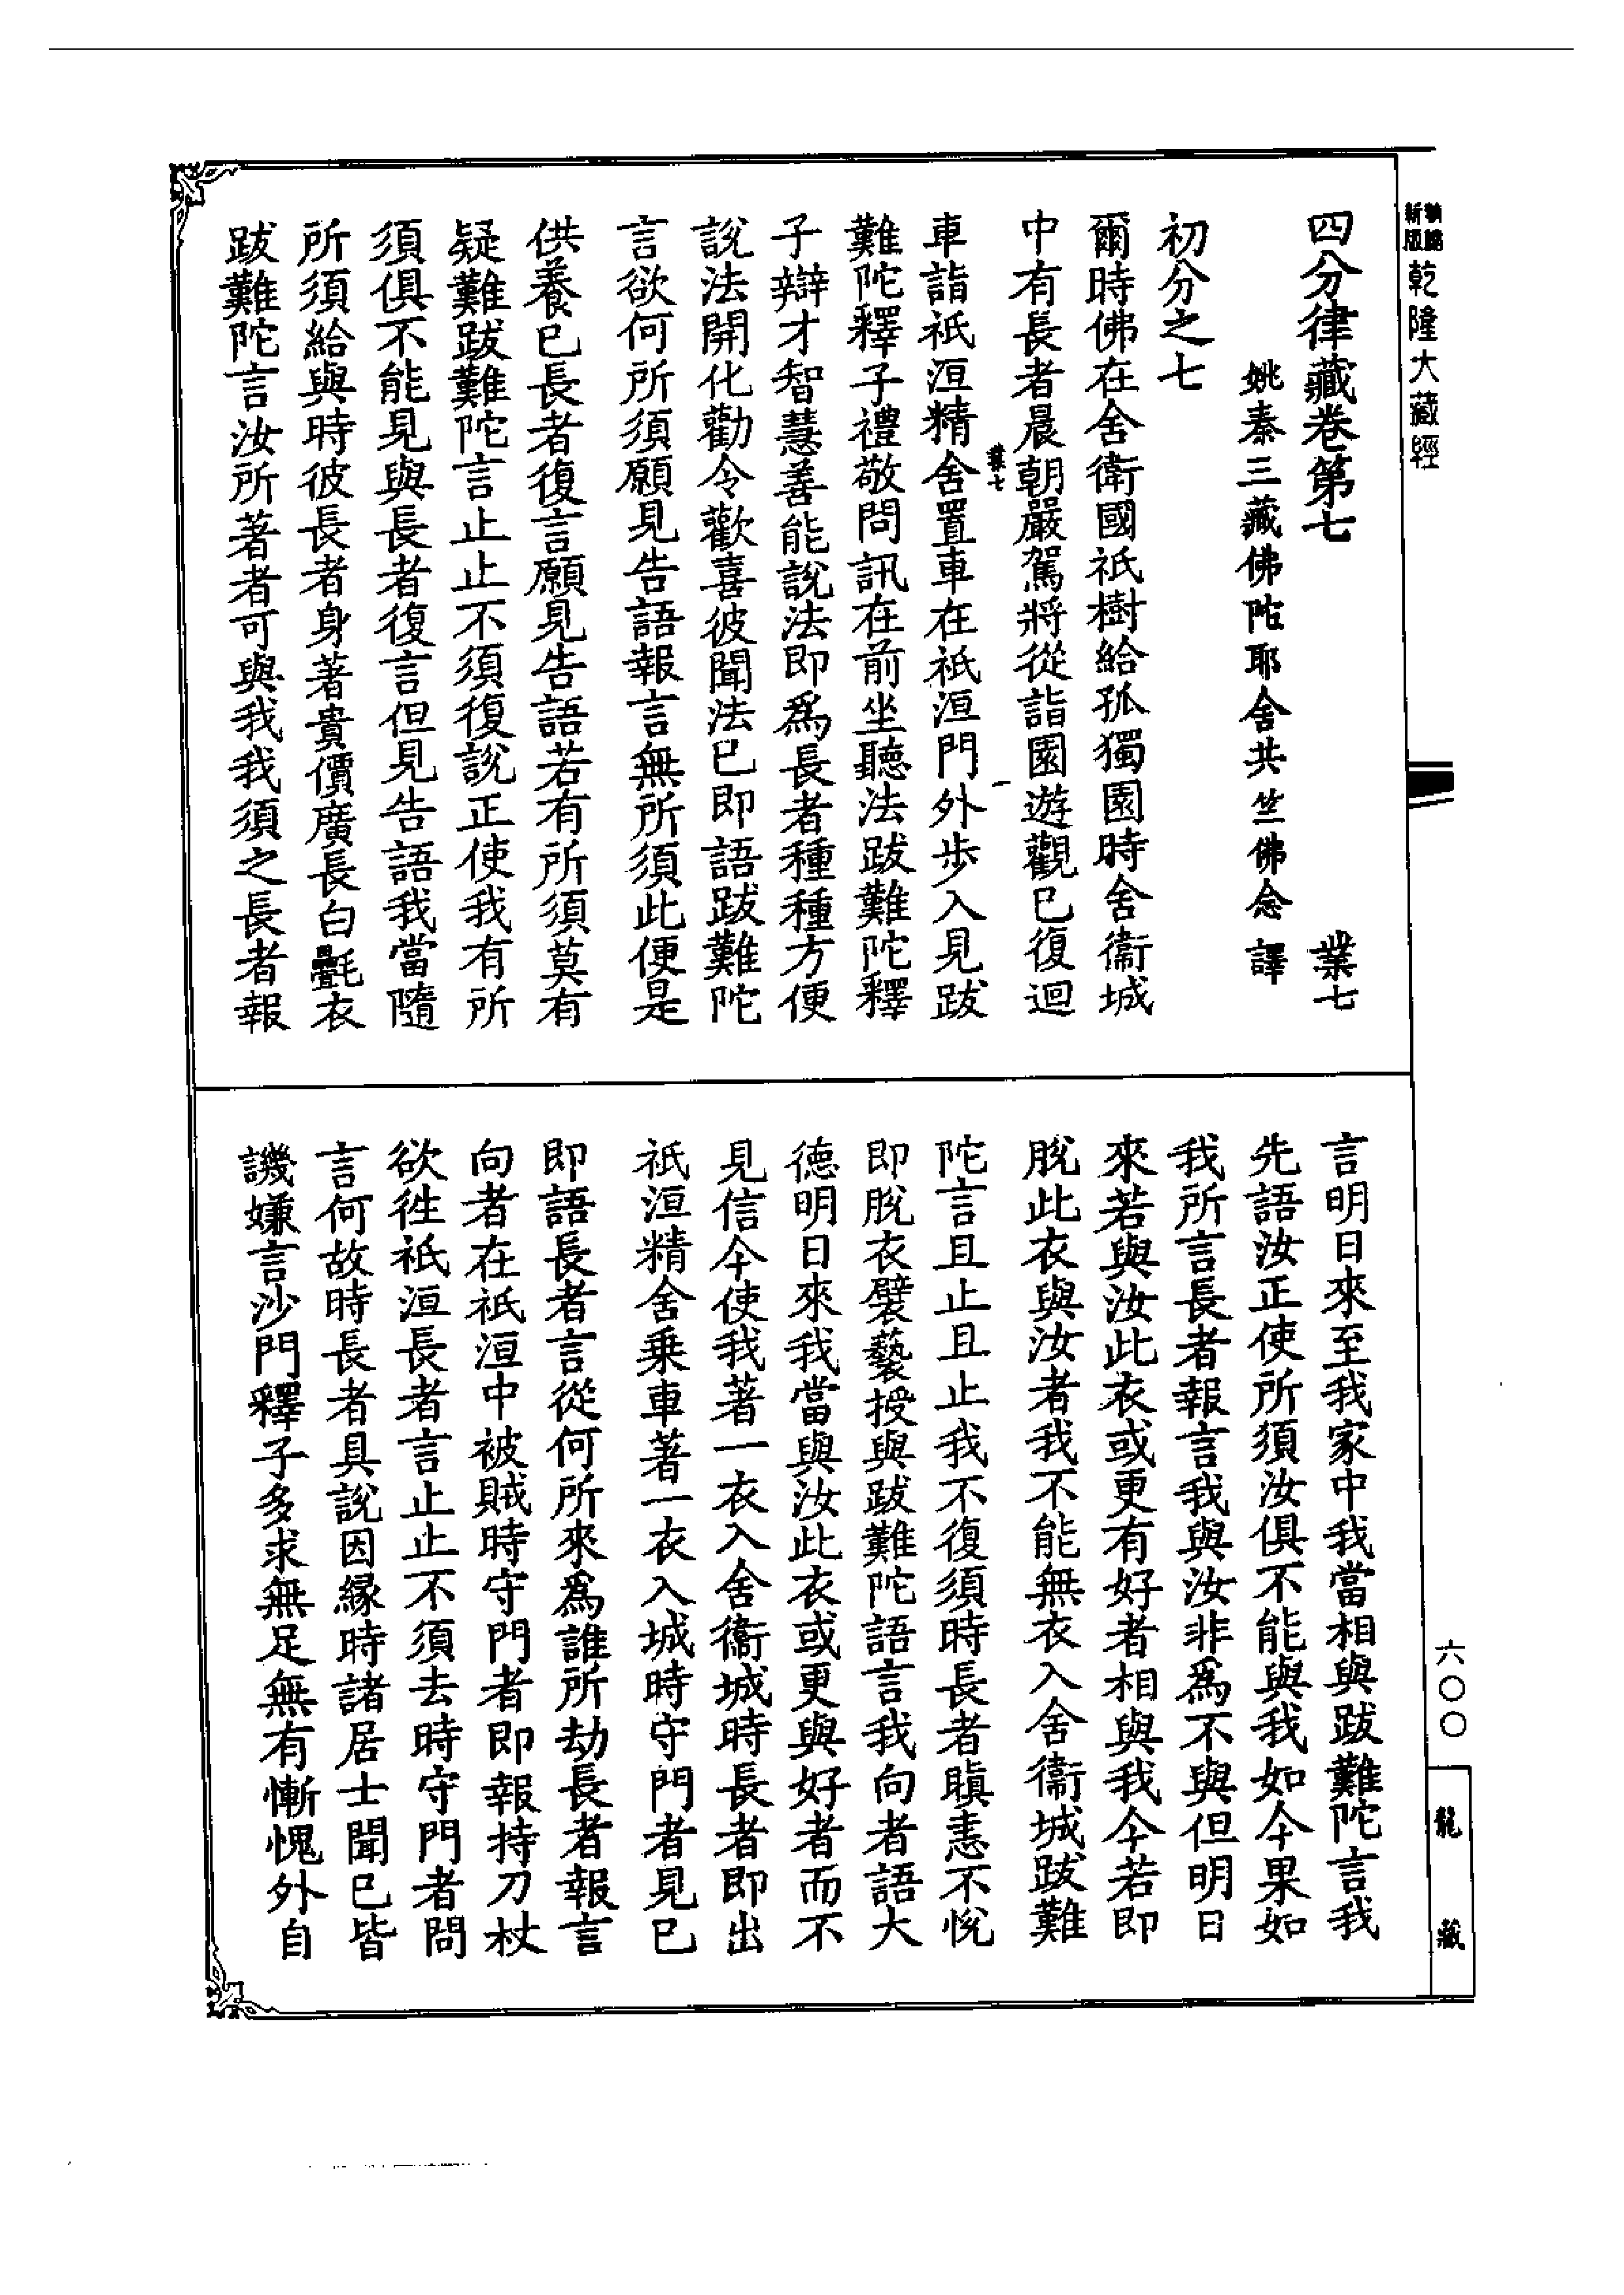 新編
新版
乾隆大藏經
四分律藏卷第七
業七
姚秦三藏佛陀耶舍共竺佛念譯
初分之七
爾時佛在舍衛國祇樹給孤獨園時舍衞城
中有長者晨朝嚴駕將從詣園遊觀已復迴
業七
一
車詣祇洹精舍置車在祇洹門外步入見跋
難陀釋子禮敬問訊在前坐聽法跋難陀釋
子辯才智慧善能說法即爲長者種種方便
說法開化勸令歡喜彼聞法已即語跋難陀
言欲何所須願見告語報言無所須此便是
供養已長者復言願見告語若有所須莫有
疑難跋難陀言止止不須復說正使我有所
須俱不能見與長者復言但見告語我當隨
所須給與時彼長者身著貴價廣長白氎衣
跋難陀言汝所著者可與我我須之長者報
言明日來至我家中我當相與跋難陀言我
先語汝正使所須汝俱不能與我如今果如
我所言長者報言我與汝非爲不與但明日
來若與汝此衣或更有好者相與我今若即
脫此衣與汝者我不能無衣入舍衞城跋難
陀言且止且止我不復須時長者瞋恚不悅
即脫衣襞㲲授與跋難陀語言我向者語大
德明日來我當與汝此衣或更與好者而不
見信今使我著一衣入舍衞城時長者即出
祇洹精舍乘車著一衣入城時守門者見已
即語長者言從何所來爲誰所劫長者報言
向者在祇洹中被賊時守門者即報持刀杖
欲徃祇洹長者言止止不須去時守門者問
言何故時長者具說因緣時諸居士聞已皆
譏嫌言沙門釋子多求無足無有慚愧外自
六〇〇
龍藏